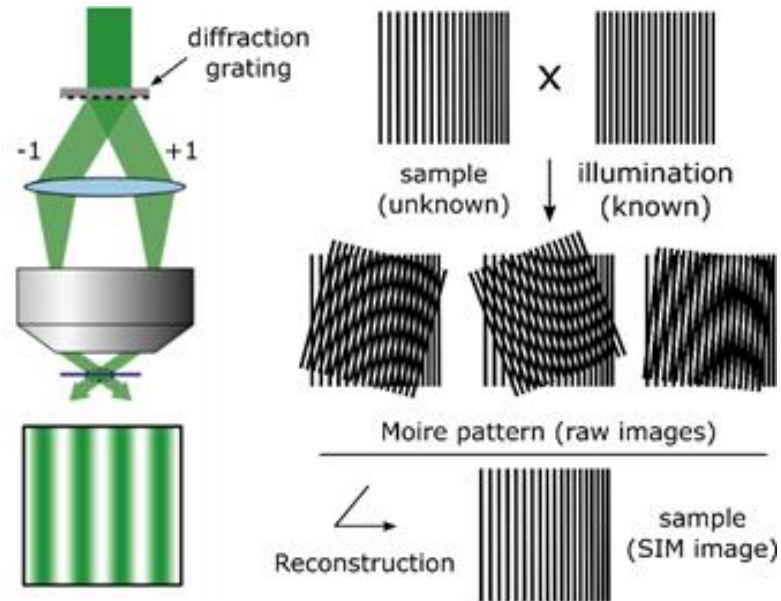 diffraction
grating
-1
+1
X
sample
(unknown)
illumination
(known)
Moire pattern (raw images)
Reconstruction
sample
(SIM image)